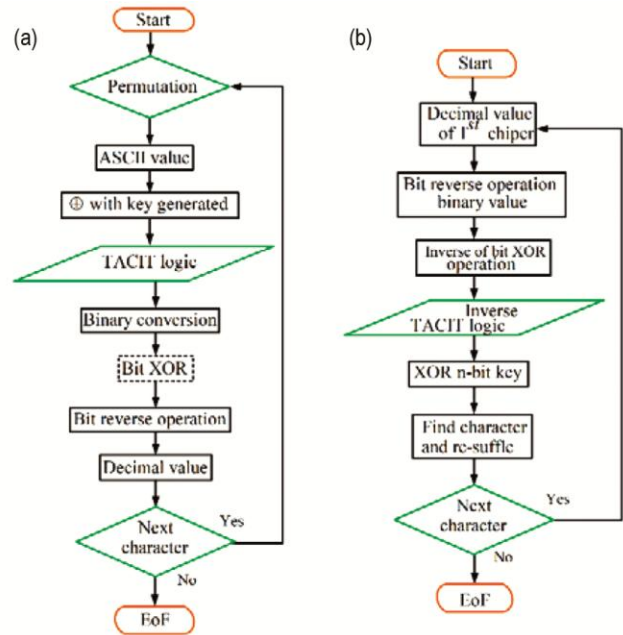 (a)
Start
Permutation
ASCII value
⊕ with key generated
TACIT logic
Binary conversion
Bit XOR
Bit reverse operation
Decimal value
Next
character
Yes
No
EoF
(b)
Start
Decimal value
of 1st chiper
Bit reverse operation
binary value
Inverse of bit XOR
operation
Inverse
TACIT logic
XOR n-bit key
Find character
and re-suffle
Next
character
Yes
No
EoF